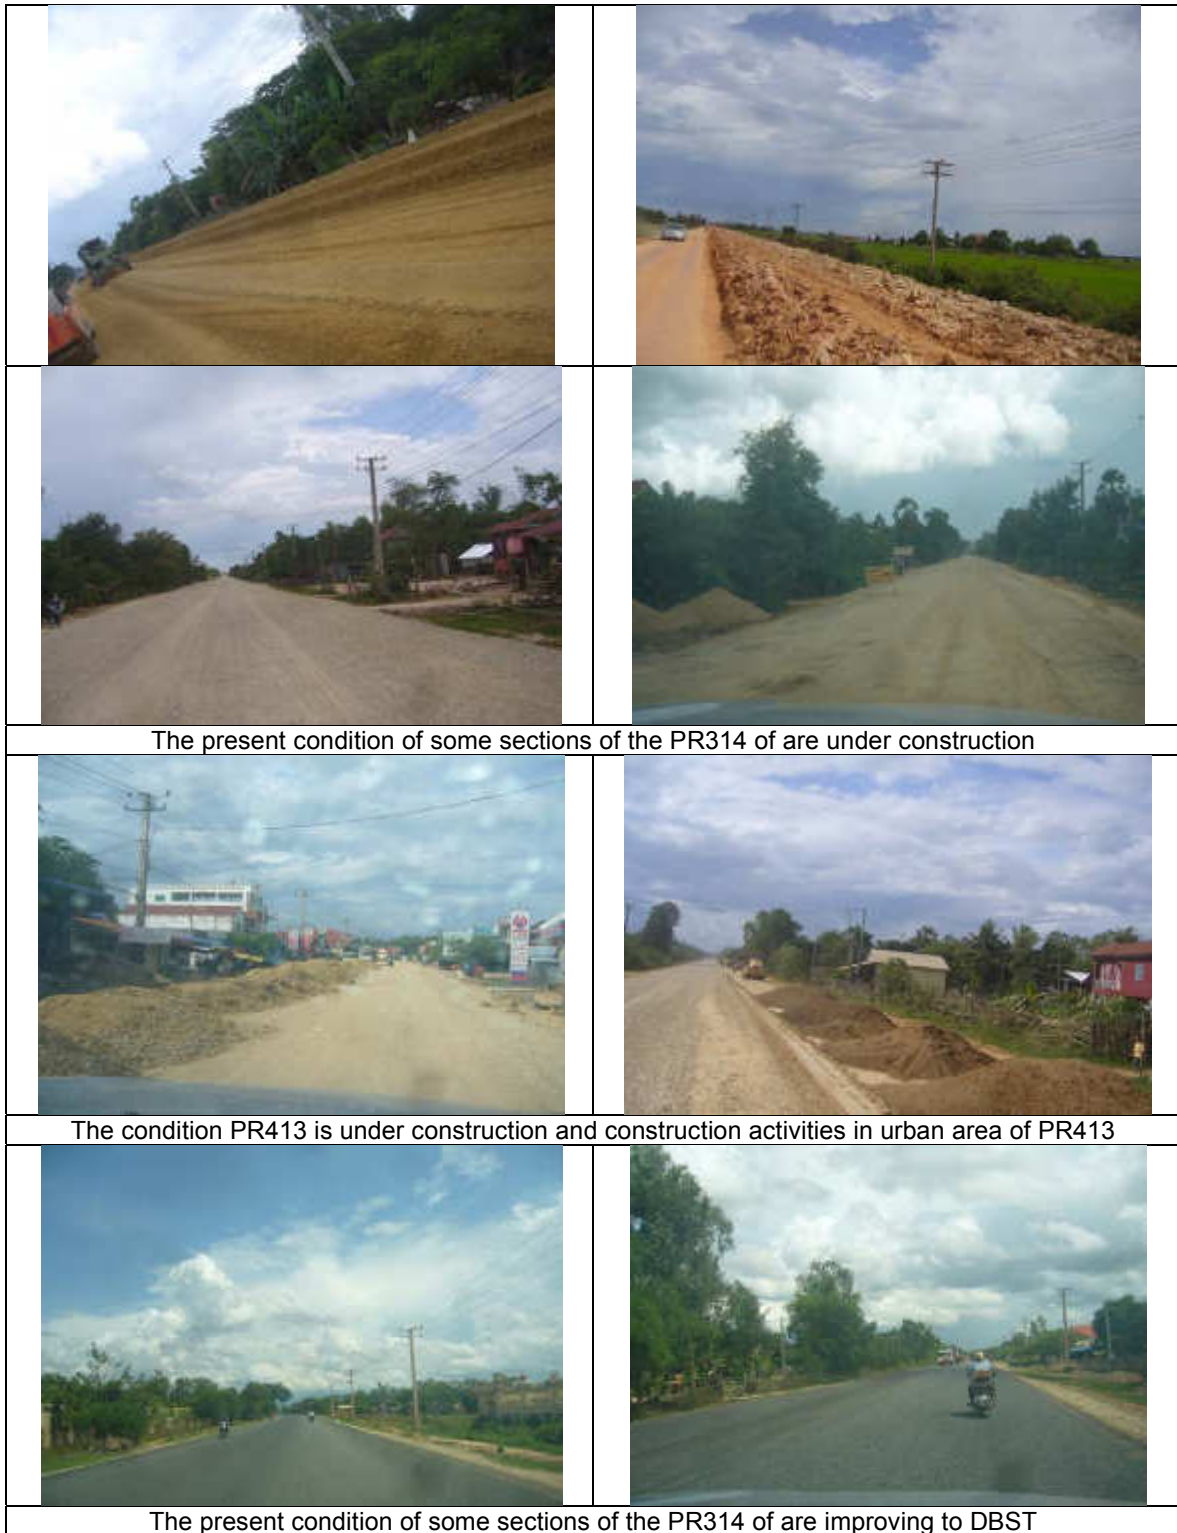 The present condition of some sections of the PR314 of are under construction
The condition PR413 is under construction and construction activities in urban area of PR413
The present condition of some sections of the PR314 of are improving to DBST